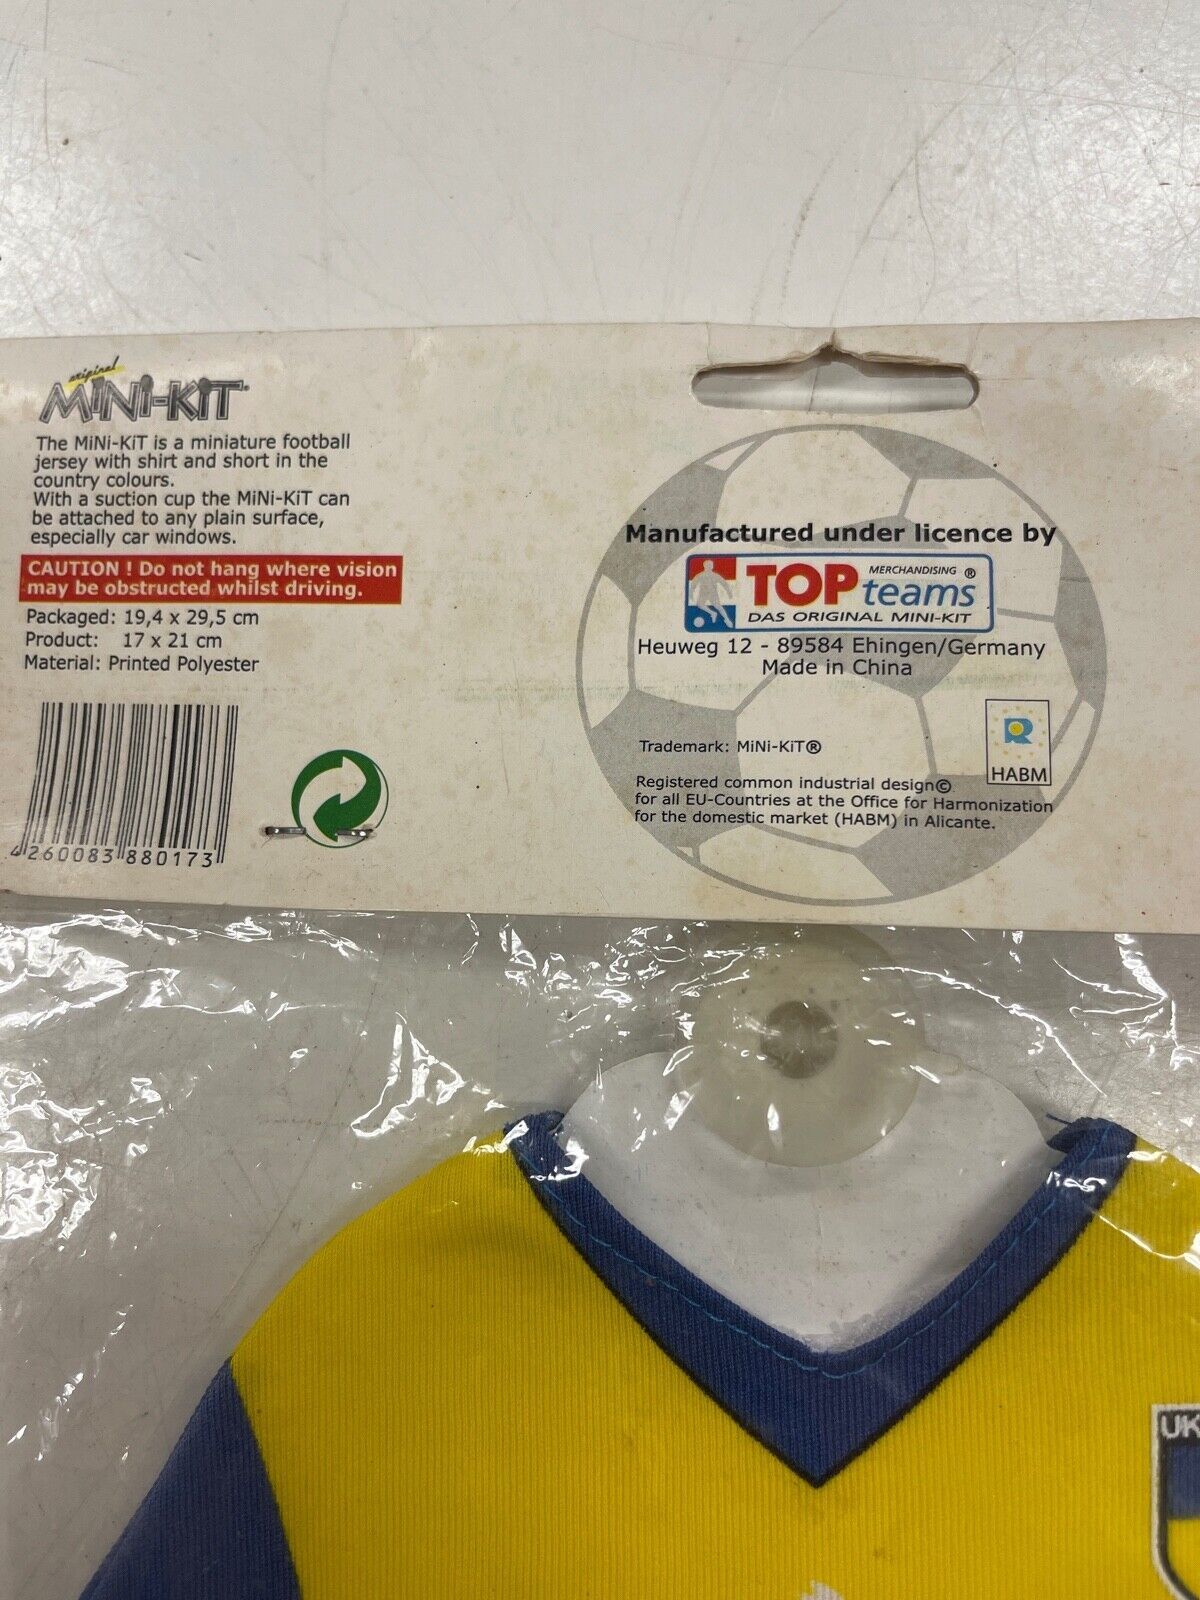 original
MiNi-KiT
The MiNi-KiT is a miniature football
jersey with shirt and short in the
country colours.
With a suction cup the MiNi-KiT can
be attached to any plain surface,
especially car windows.
CAUTION ! Do not hang where vision
may be obstructed whilst driving.
Packaged: 19,4 x 29,5 cm
Product: 17 x 21 cm
Material: Printed Polyester
4 260083 880173
Manufactured under licence by
MERCHANDISING ®
TOP teams
DAS ORIGINAL MINI-KIT
Heuweg 12 - 89584 Ehingen/Germany
Made in China
Trademark: MiNi-KiT®
HABM
Registered common industrial design©
for all EU-Countries at the Office for Harmonization
for the domestic market (HABM) in Alicante.
UK